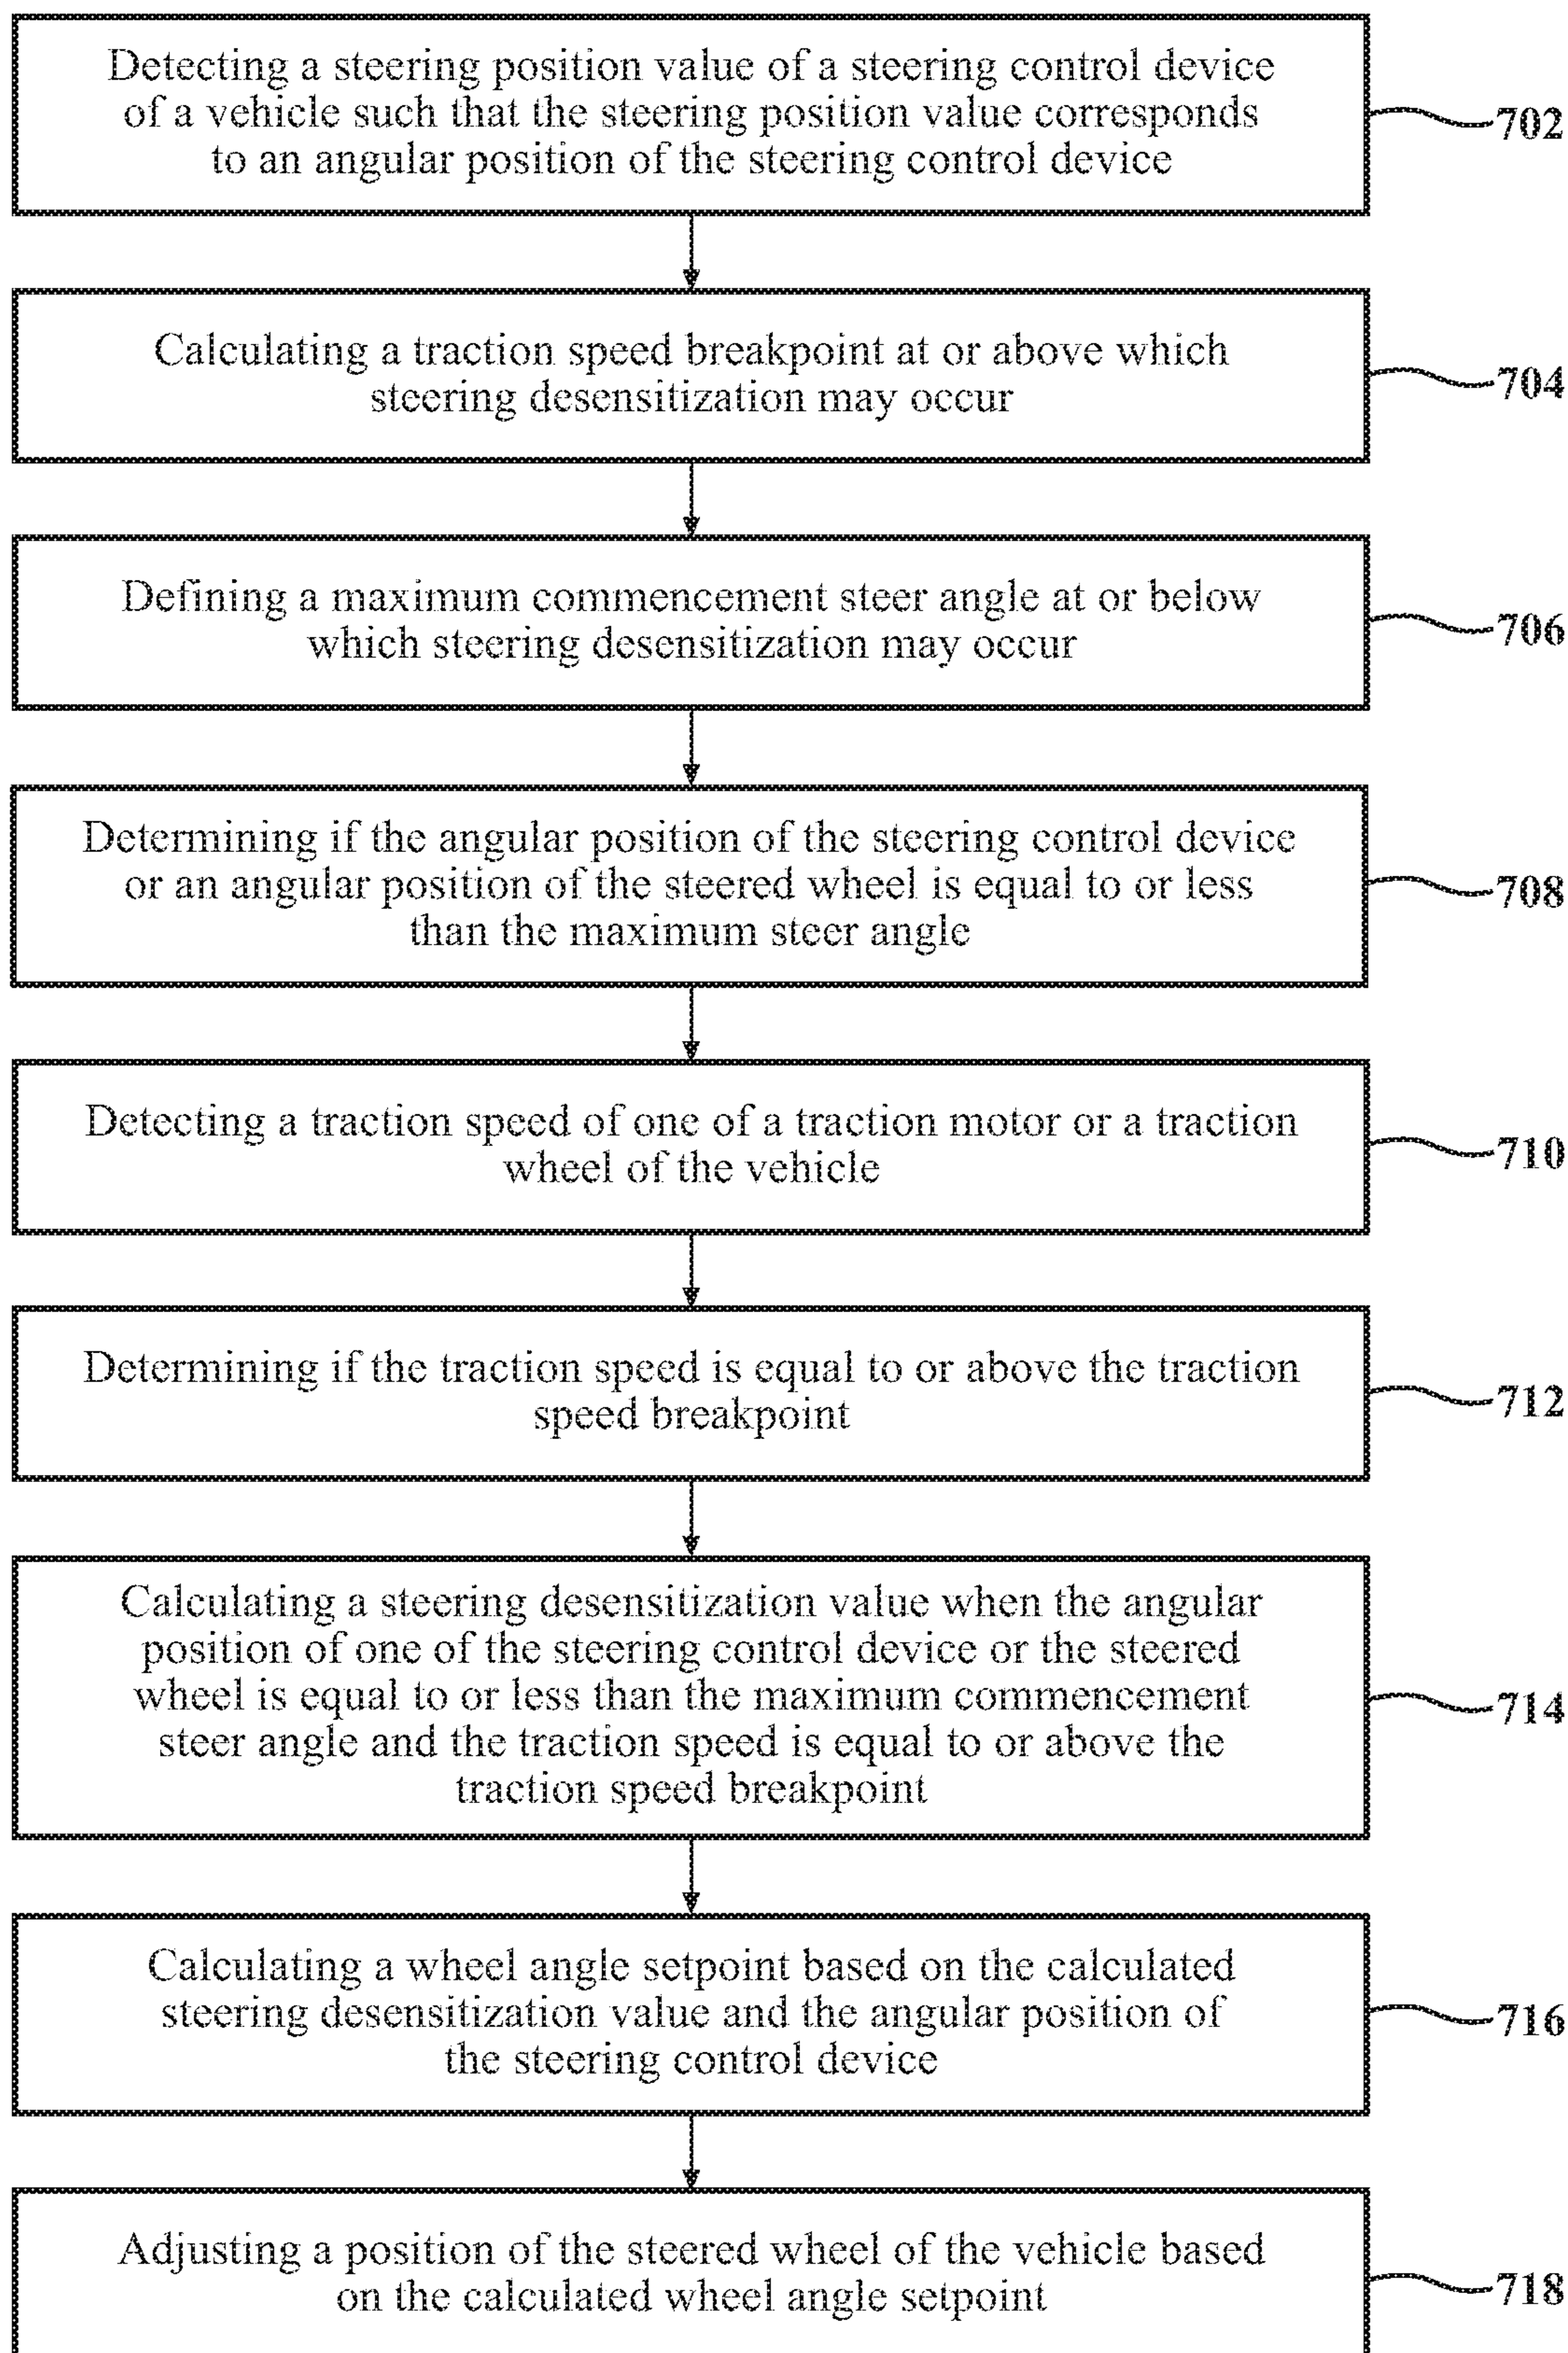 Detecting a steering position value of a steering control device
of a vehicle such that the steering position value corresponds
to an angular position of the steering control device
702
Calculating a traction speed breakpoint at or above which
steering desensitization may occur
704
Defining a maximum commencement steer angle at or below
which steering desensitization may occur
706
Determining if the angular position of the steering control device
or an angular position of the steered wheel is equal to or less
than the maximum steer angle
708
Detecting a traction speed of one of a traction motor or a traction
wheel of the vehicle
710
Determining if the traction speed is equal to or above the traction
speed breakpoint
712
Calculating a steering desensitization value when the angular
position of one of the steering control device or the steered
wheel is equal to or less than the maximum commencement
steer angle and the traction speed is equal to or above the
traction speed breakpoint
714
Calculating a wheel angle setpoint based on the calculated
steering desensitization value and the angular position of
the steering control device
716
Adjusting a position of the steered wheel of the vehicle based
on the calculated wheel angle setpoint
718